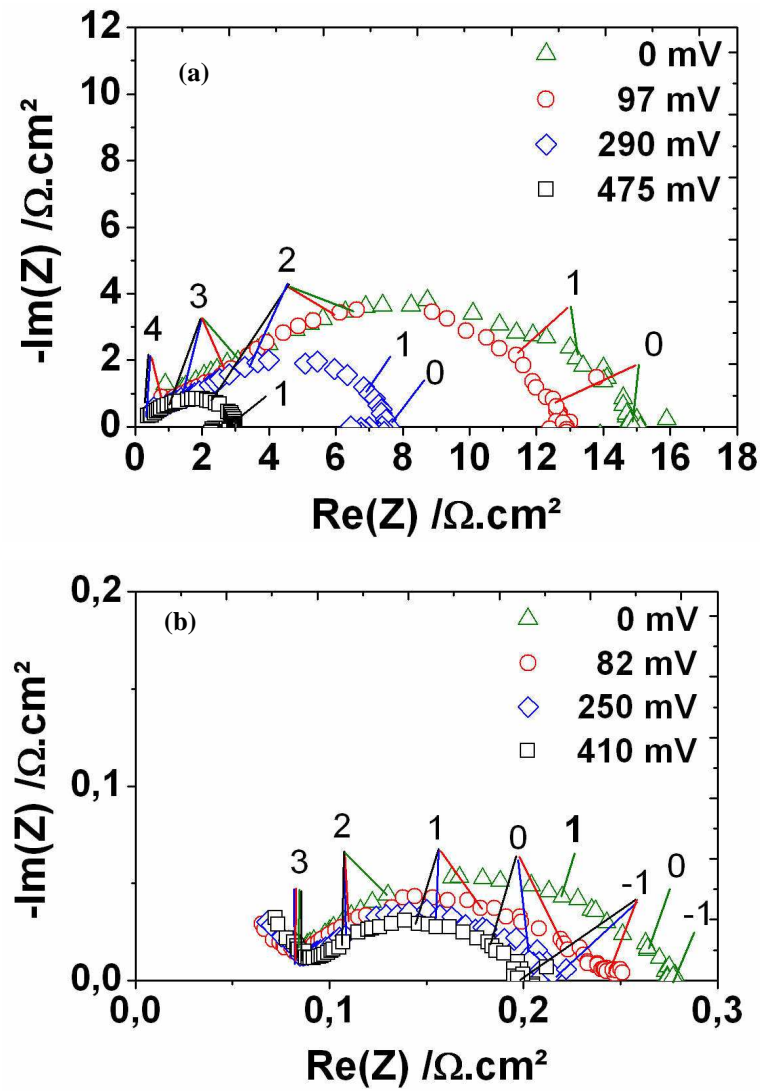 12
(a)
0 mV
10
97 mV
290 mV
8
475 mV
6
-Im(Z) /Ω.cm²
4
2
3
1
4
2
1
0
0
1
0
0 2 4 6 8 10 12 14 16 18
Re(Z) /Ω.cm²
0,2
(b)
0 mV
82 mV
250 mV
410 mV
-Im(Z) /Ω.cm²
0,1
2
1
0
1
3
-1
0
-1
0,0
0,0 0,1 0,2 0,3
Re(Z) /Ω.cm²